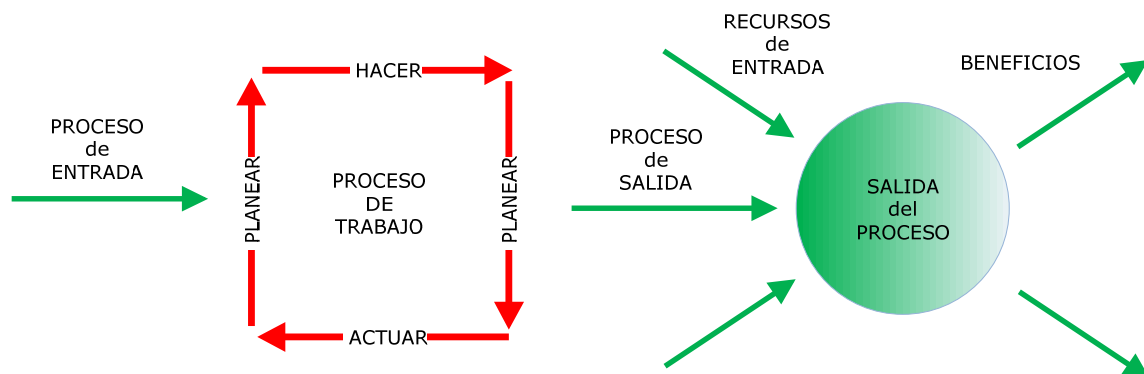 PROCESO
de
ENTRADA
PLANEAR
HACER
PROCESO
DE
TRABAJO
PLANEAR
ACTUAR
PROCESO
de
SALIDA
RECURSOS
de
ENTRADA
SALIDA
del
PROCESO
BENEFICIOS